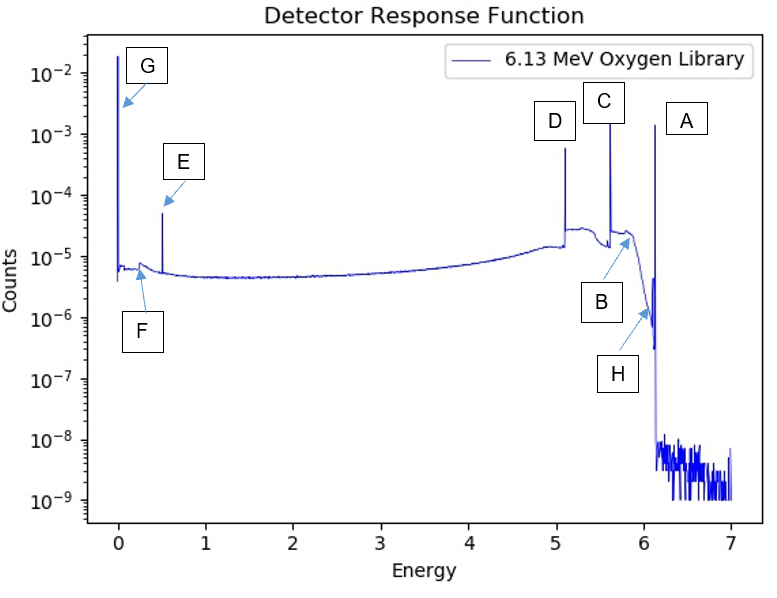 Detector Response Function
6.13 MeV Oxygen Library
G
C
D
A
E
B
F
H
10⁻²
10⁻³
10⁻⁴
10⁻⁵
10⁻⁶
10⁻⁷
10⁻⁸
10⁻⁹
Counts
0 1 2 3 4 5 6 7
Energy